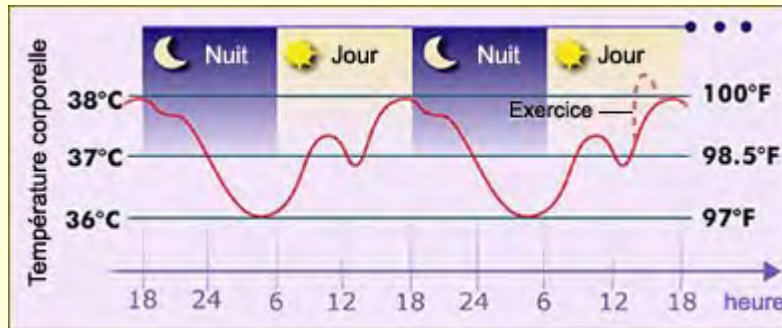 Nuit Jour Nuit Jour
38°C 100°F
Exercice
37°C 98.5°F
36°C 97°F
Température corporelle
18 24 6 12 18 24 6 12 18 heure